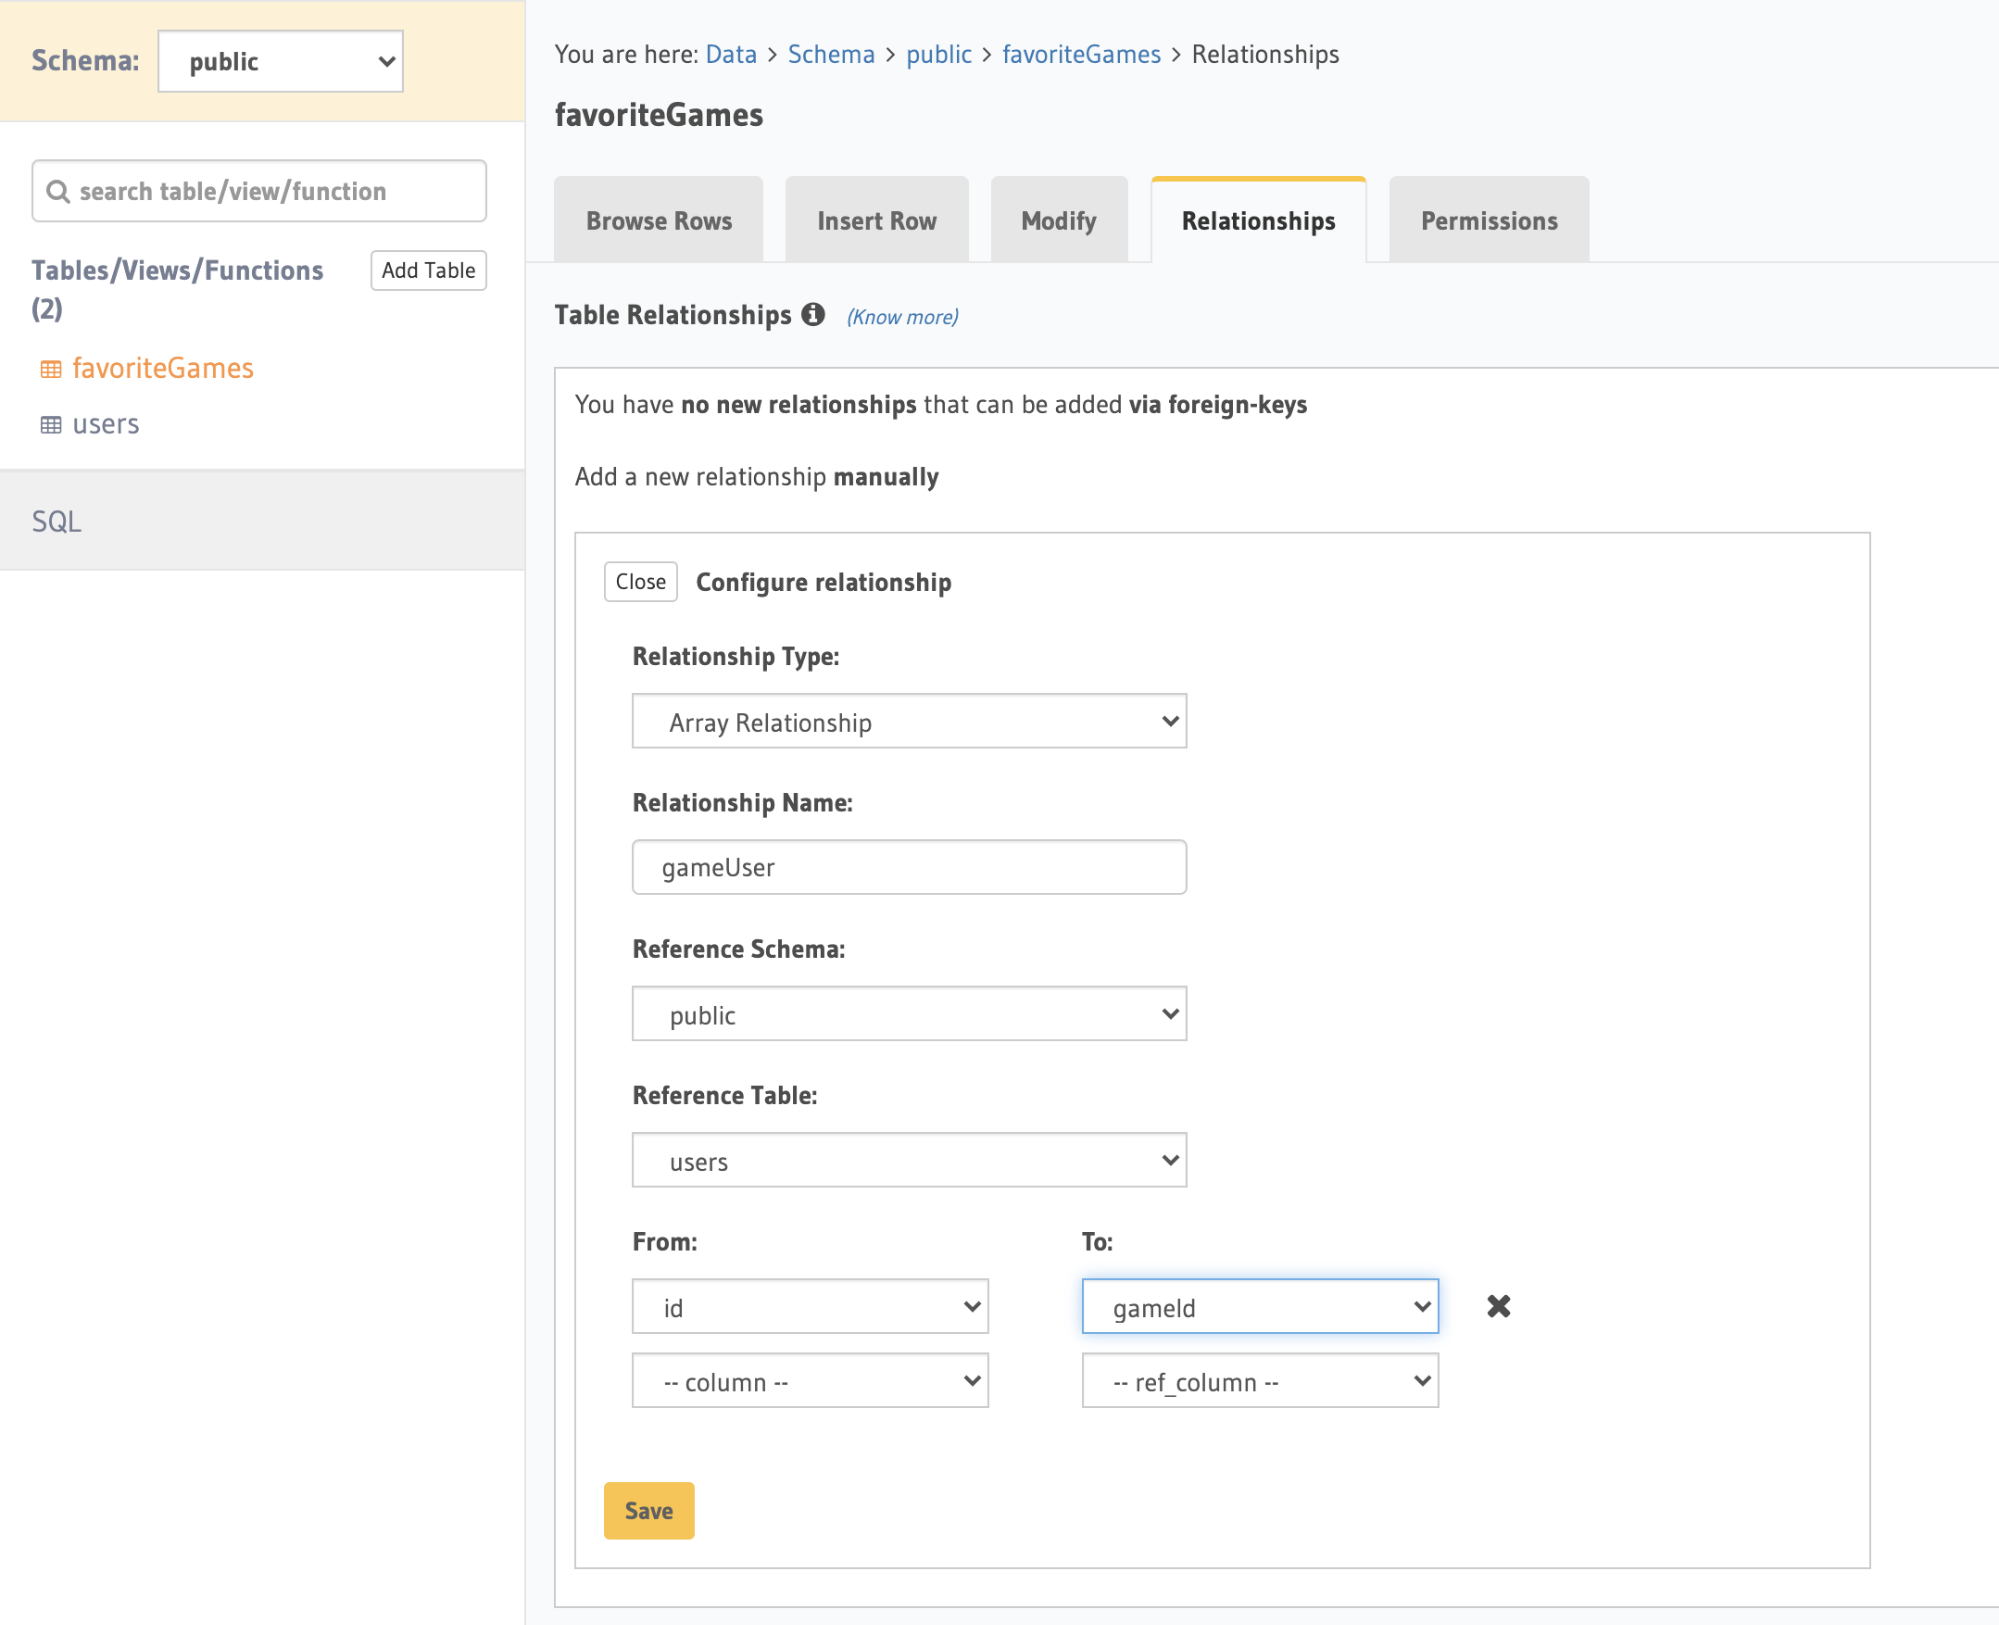 Schema:
public
search table/view/function
Tables/Views/Functions
(2)
Add Table
favoriteGames
users
SQL
You are here: Data > Schema > public > favoriteGames > Relationships
favoriteGames
Browse Rows
Insert Row
Modify
Relationships
Permissions
Table Relationships (Know more)
You have no new relationships that can be added via foreign-keys
Add a new relationship manually
Close
Configure relationship
Relationship Type:
Array Relationship
Relationship Name:
gameUser
Reference Schema:
public
Reference Table:
users
From:
To:
id
gameId
-- column --
-- ref_column --
Save